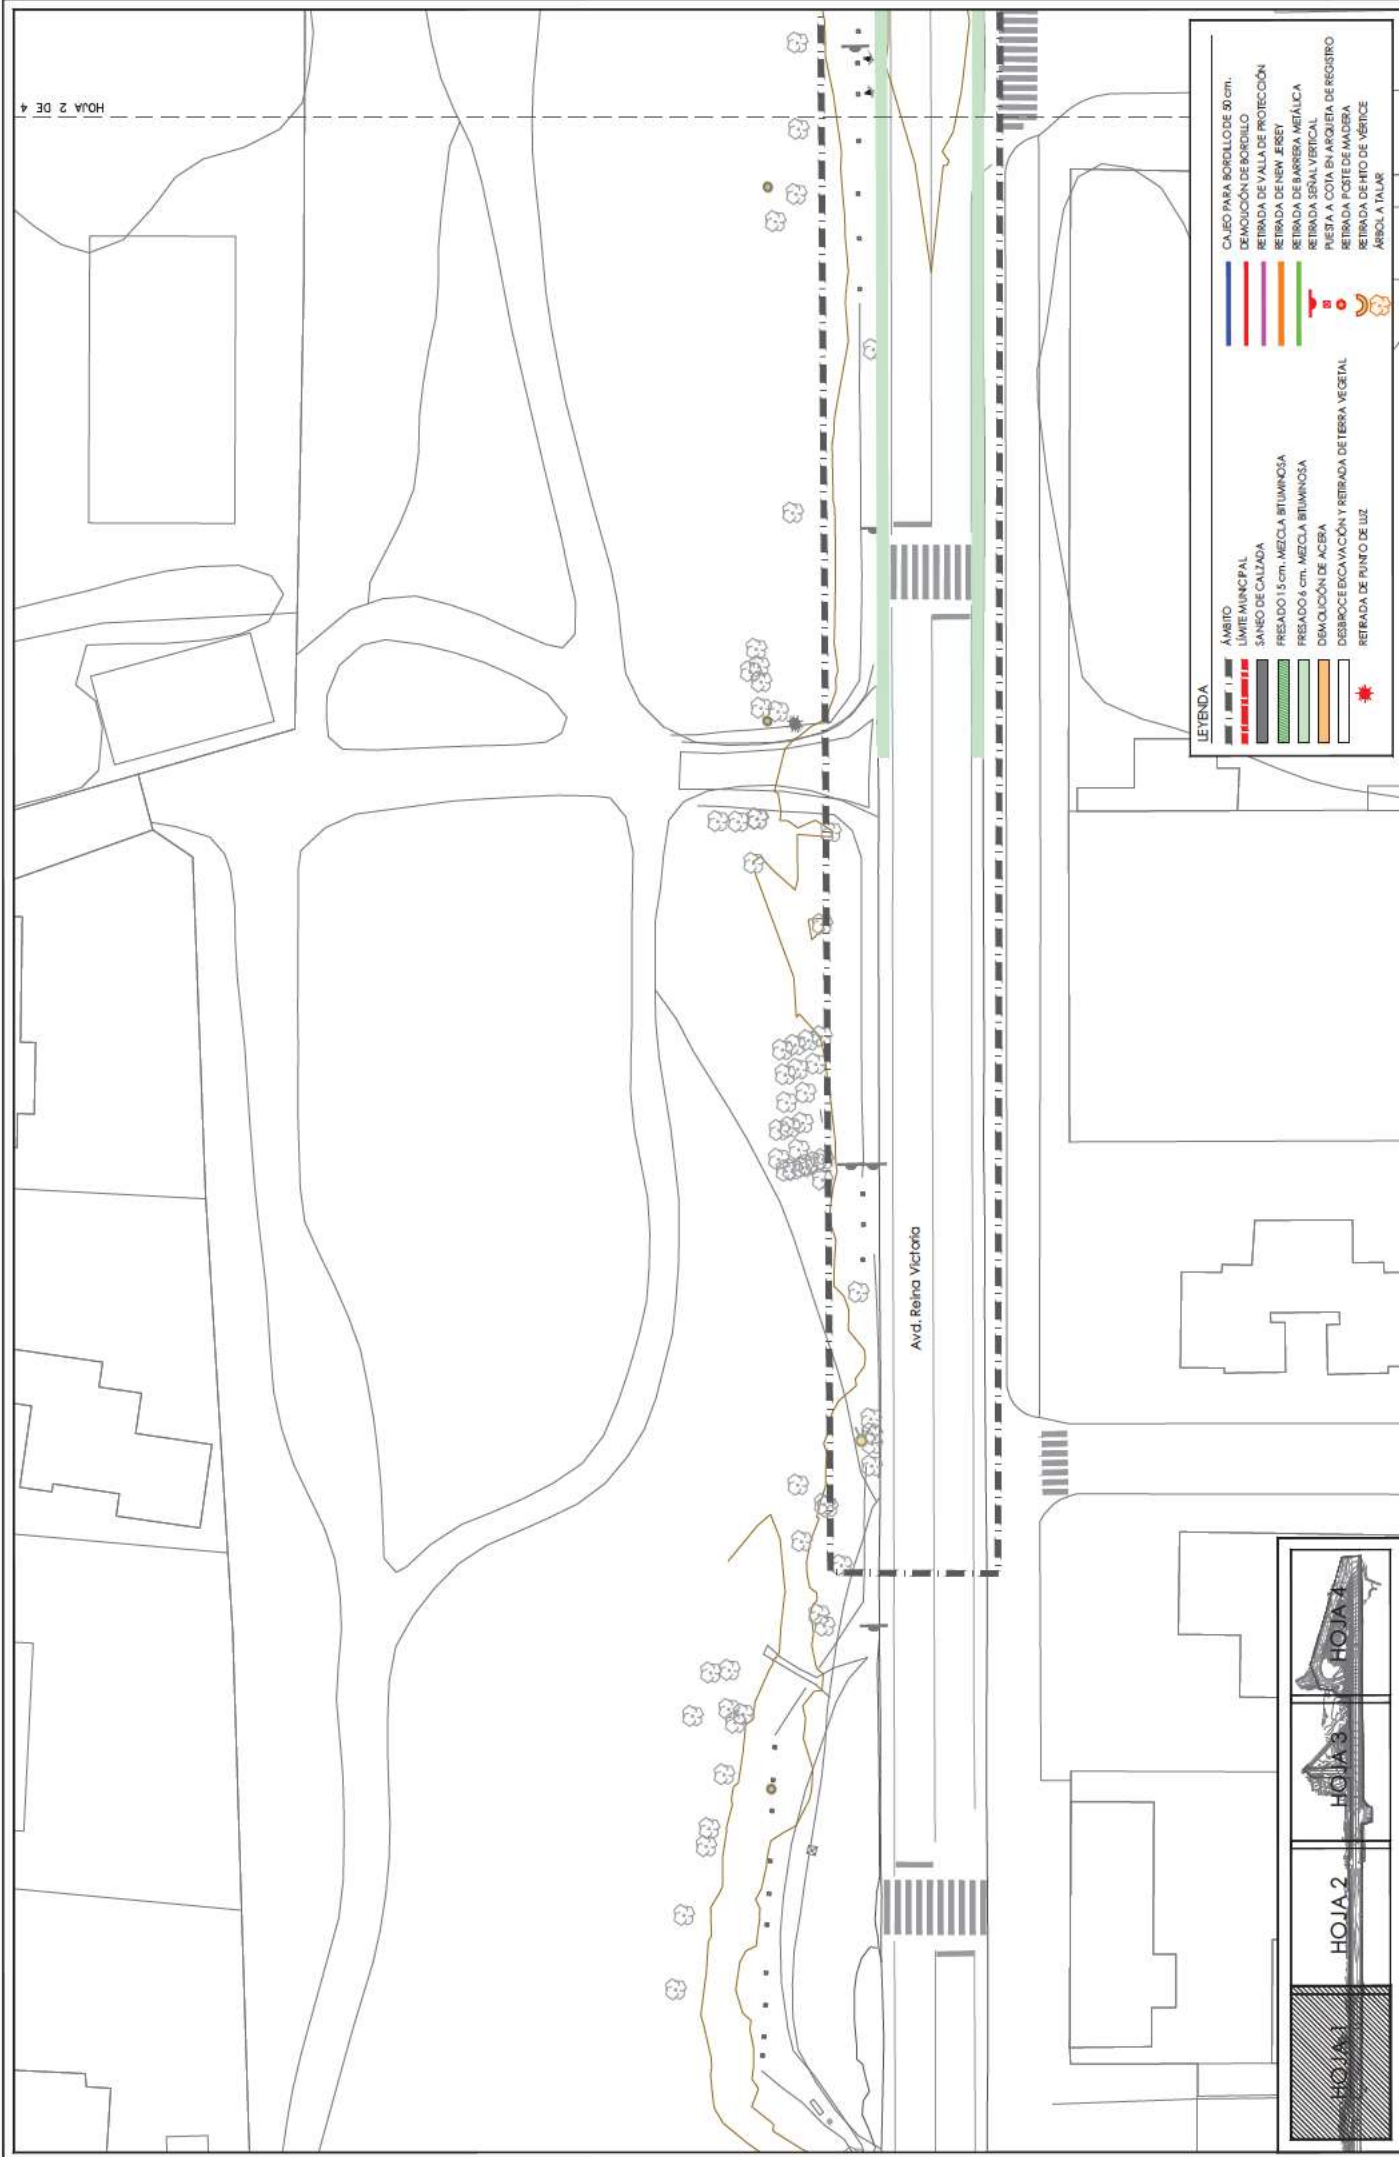 HOJA 2 DE 4
Avd. Reina Victoria
LEYENDA
ÁMBITO
LÍMITE MUNICIPAL
SANEO DE CALZADA
FRESADO 15 cm. MEZCLA BITUMINOSA
FRESADO 6 cm. MEZCLA BITUMINOSA
DEMOLICIÓN DE ACERA
DESBROCE EXCAVACIÓN Y RETIRADA DE TIERRA VEGETAL
RETIRADA DE PUNTO DE LUZ
CAJEO PARA BORDILLO DE 50 cm.
DEMOLICIÓN DE BORDILLO
RETIRADA DE VALLA DE PROTECCIÓN
RETIRADA DE NEW JERSEY
RETIRADA DE BARRERA METÁLICA
RETIRADA SEÑAL VERTICAL
PUESTA A COTA EN ARQUETA DE REGISTRO
RETIRADA POSTE DE MADERA
RETIRADA DE HITO DE VÉRTICE
ÁRBOL A TALAR
HOJA 1
HOJA 2
HOJA 3
HOJA 4